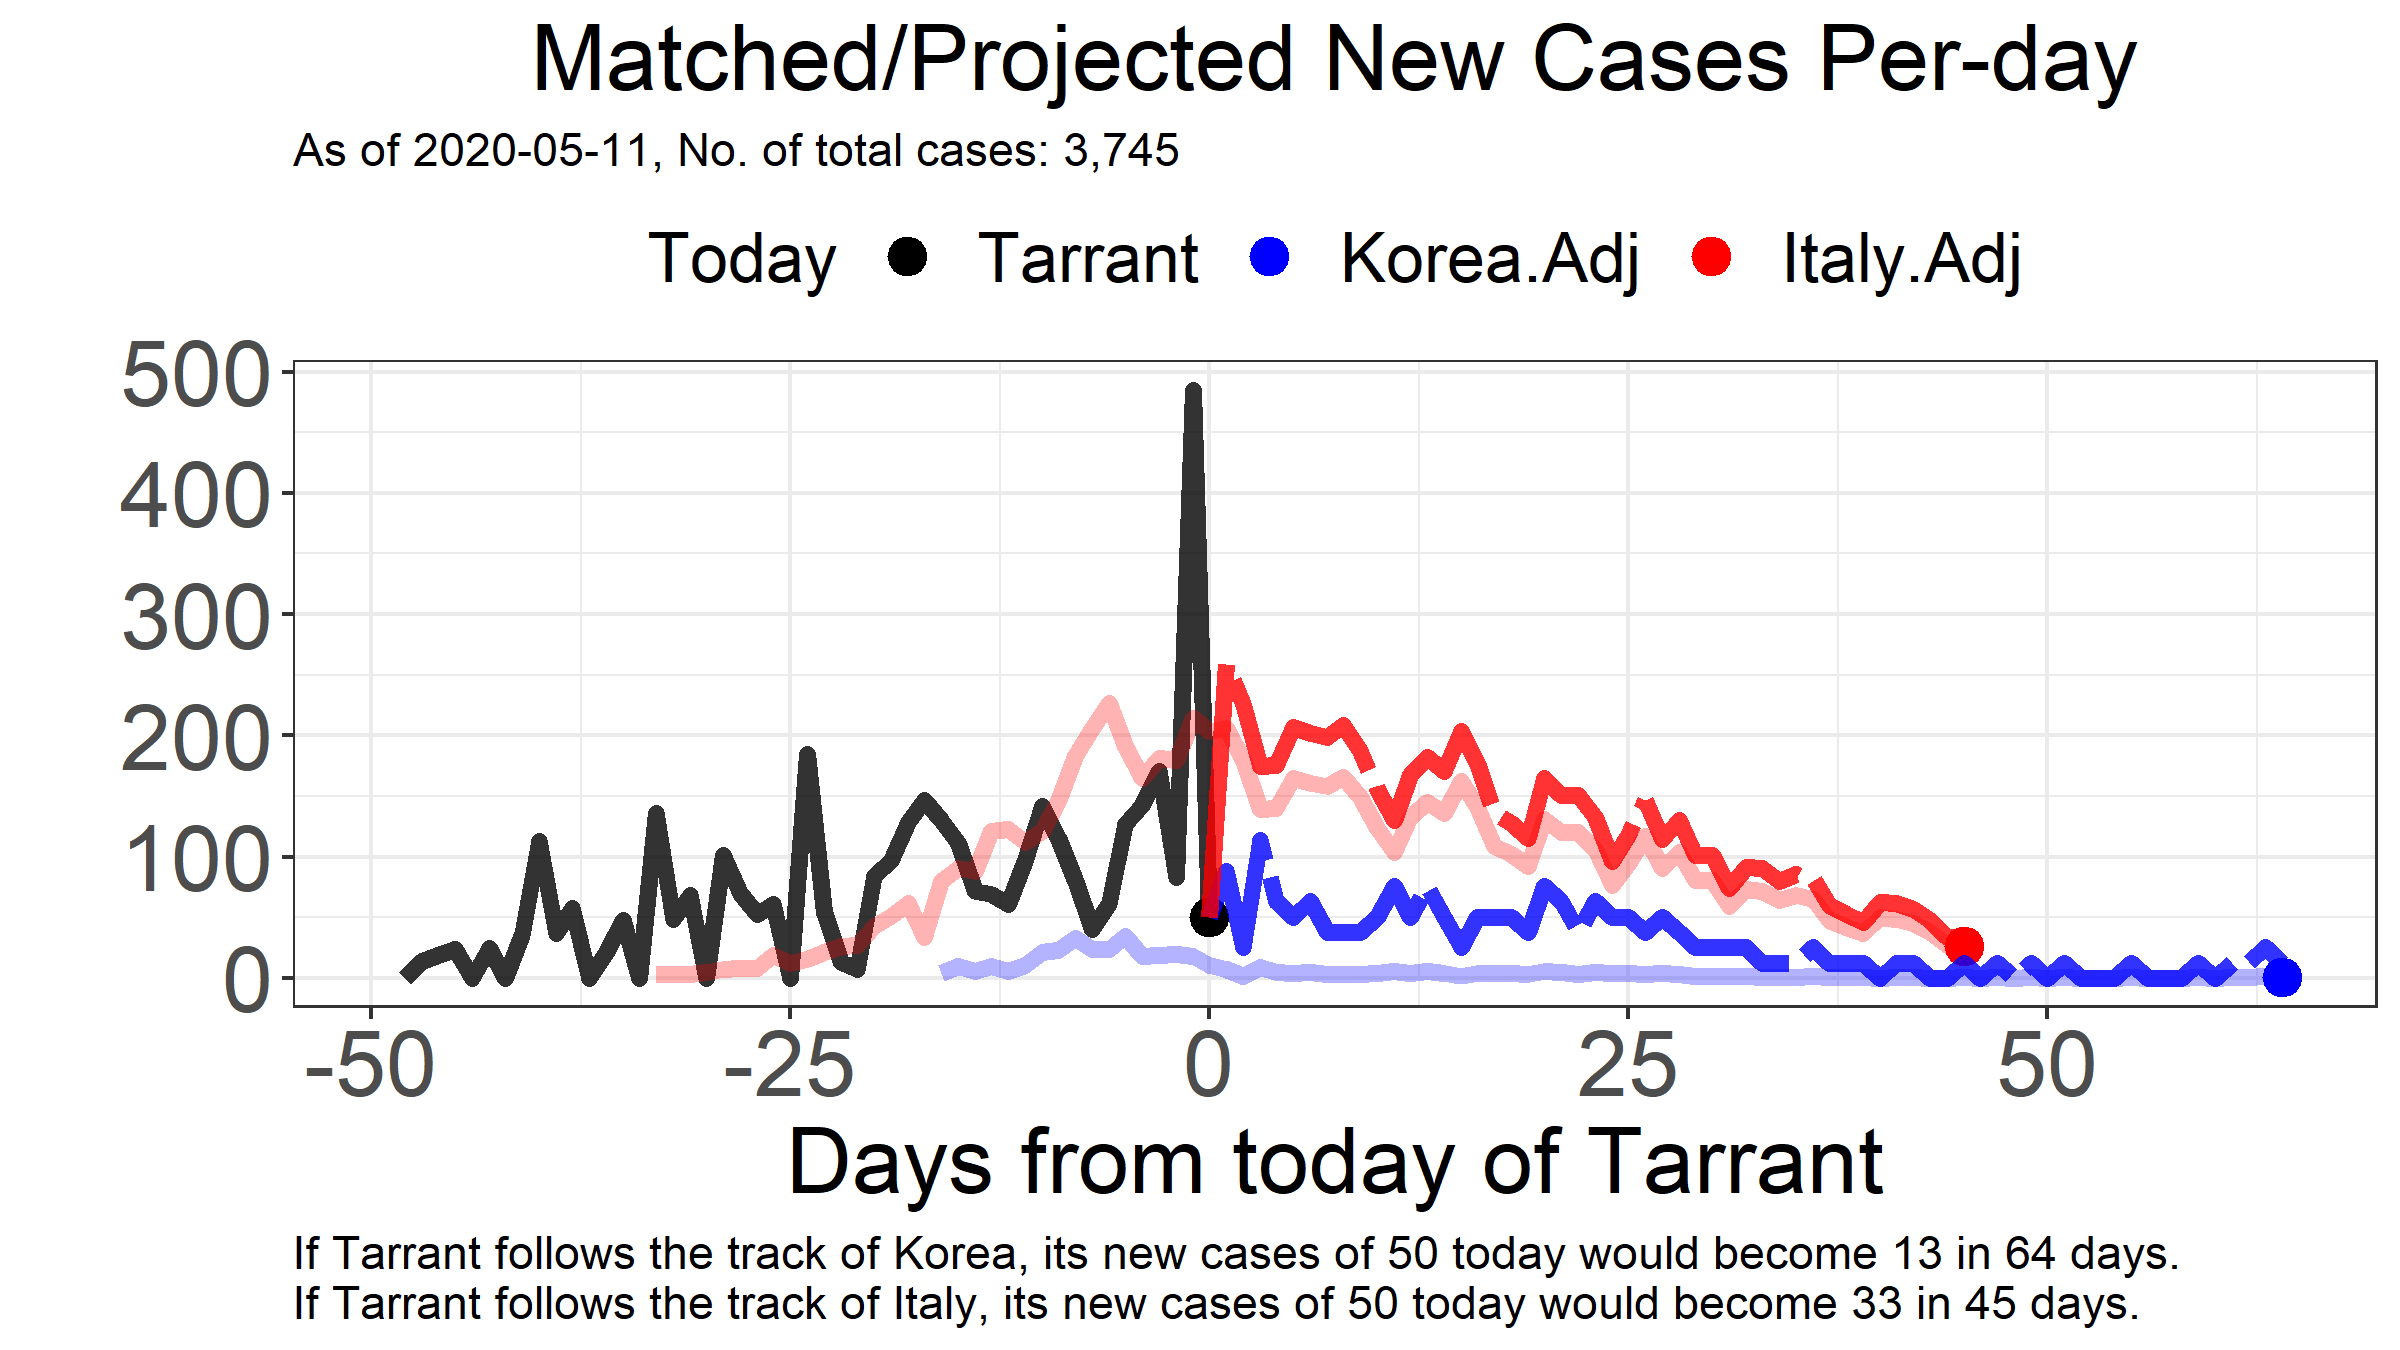 Matched/Projected New Cases Per-day
As of 2020-05-11, No. of total cases: 3,745
Today Tarrant Korea.Adj Italy.Adj
500
400
300
200
100
0
-50 -25 0 25 50
Days from today of Tarrant
If Tarrant follows the track of Korea, its new cases of 50 today would become 13 in 64 days.
If Tarrant follows the track of Italy, its new cases of 50 today would become 33 in 45 days.